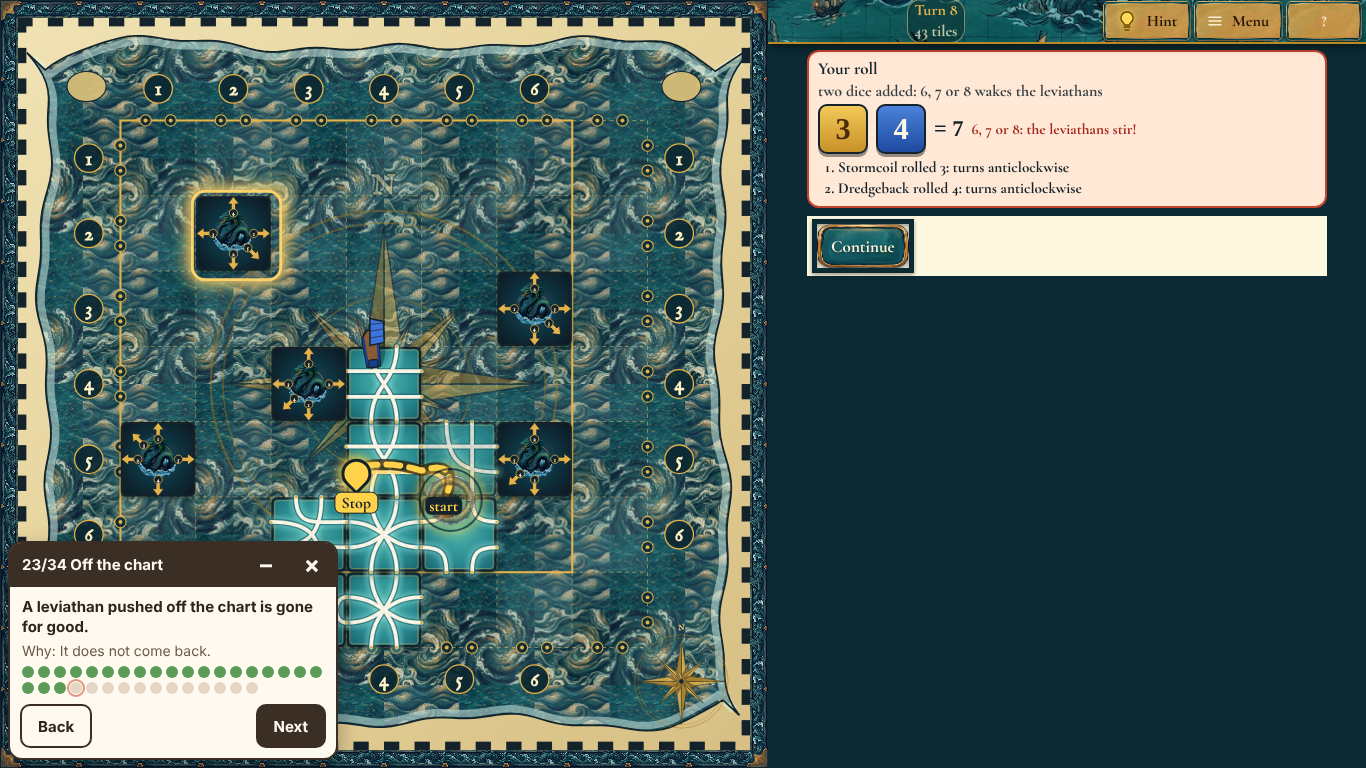 Turn 8
43 tiles
Hint
Menu
?
Your roll
two dice added: 6, 7 or 8 wakes the leviathans
3 4 = 7 6, 7 or 8: the leviathans stir!
1. Stormcoil rolled 3: turns anticlockwise
2. Dredgeback rolled 4: turns anticlockwise
Continue
1 2 3 4 5 6
1 1
N
2 2
3 3
4 4
5 5
Stop
start
6 6
N
4 5 6
23/34 Off the chart
A leviathan pushed off the chart is gone
for good.
Why: It does not come back.
Back
Next